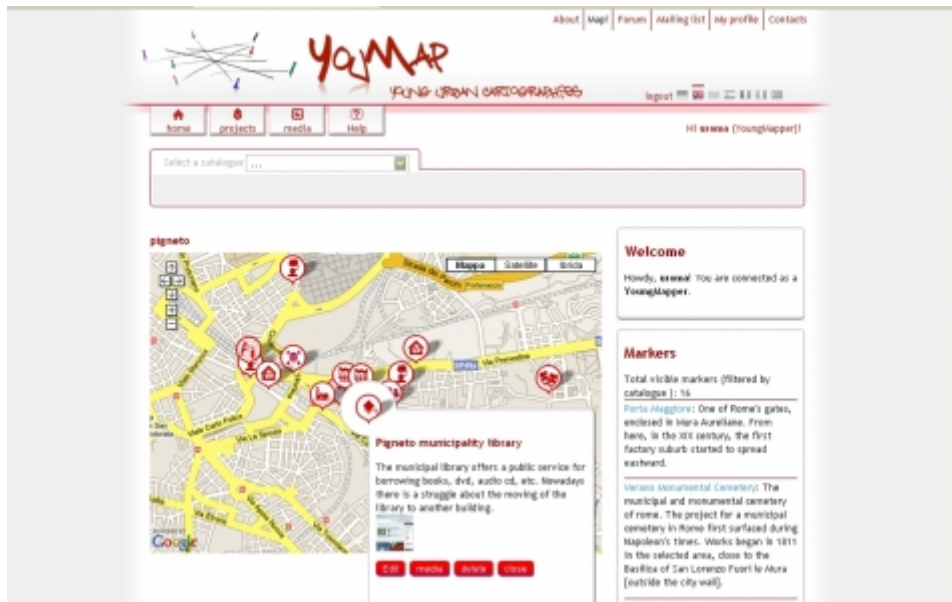 About Map! Forum Mailing list My profile Contacts
YouMap
YOUNG URBAN CARTOGRAPHERS
logout
home projects media Help
Hi urwwa (YoungMapper)!
Select a catalogue ...
pigneto
Mappa Satellite Ibrida
Via Prenestina
Viale Carlo Felice
Via La Spezia
Google
Pigneto municipality library
The municipal library offers a public service for
borrowing books, dvd, audio cd, etc. Nowadays
there is a struggle about the moving of the
library to another building.
Edit media delete close
Welcome
Howdy, urwwa! You are connected as a
YoungMapper.
Markers
Total visible markers (filtered by
catalogue ): 16
Porta Maggiore: One of Rome's gates,
enclosed in Mura Aureliane. From
here, in the XIX century, the first
factory suburb started to spread
eastward.
Verano Monumental Cemetery: The
municipal and monumental cemetery
of rome. The project for a municipal
cemetery in Rome first surfaced during
Napoleon's times. Works began in 1811
in the selected area, close to the
Basilica of San Lorenzo Fuori le Mura
(outside the city wall).